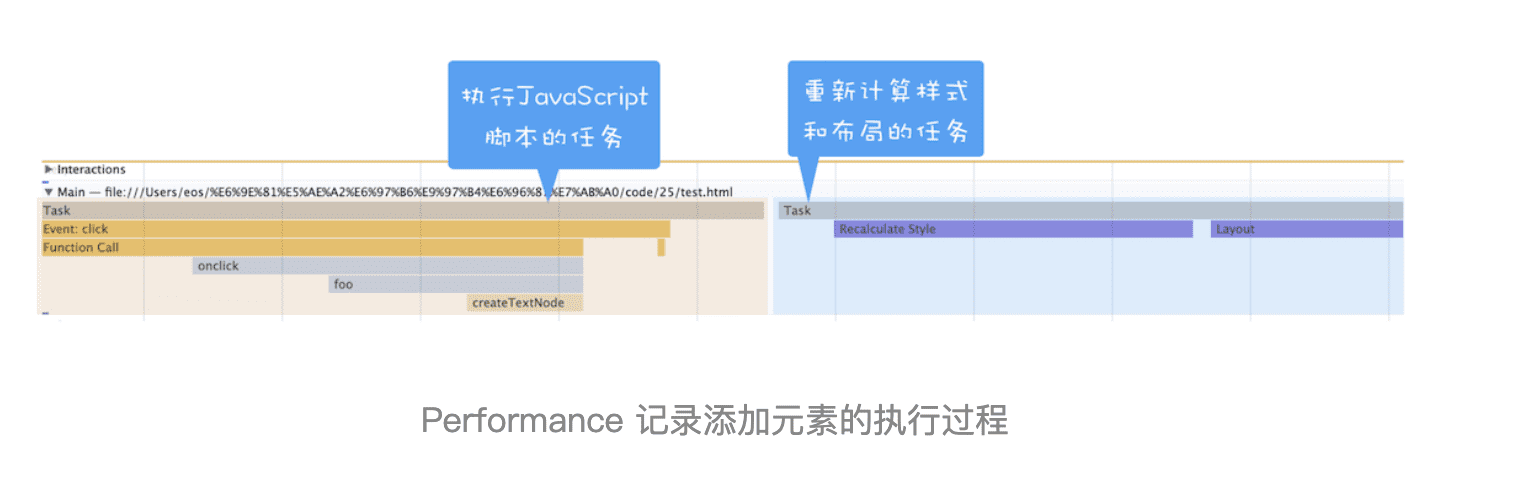 执行JavaScript
脚本的任务
重新计算样式
和布局的任务
Interactions
Main — file:///Users/eos/%E6%9E%81%E5%AE%A2%E6%97%B6%E9%97%B4%E6%96%8 %E7%AB%A0/code/25/test.html
Task
Task
Event: click
Recalculate Style
Layout
Function Call
onclick
foo
createTextNode
Performance 记录添加元素的执行过程